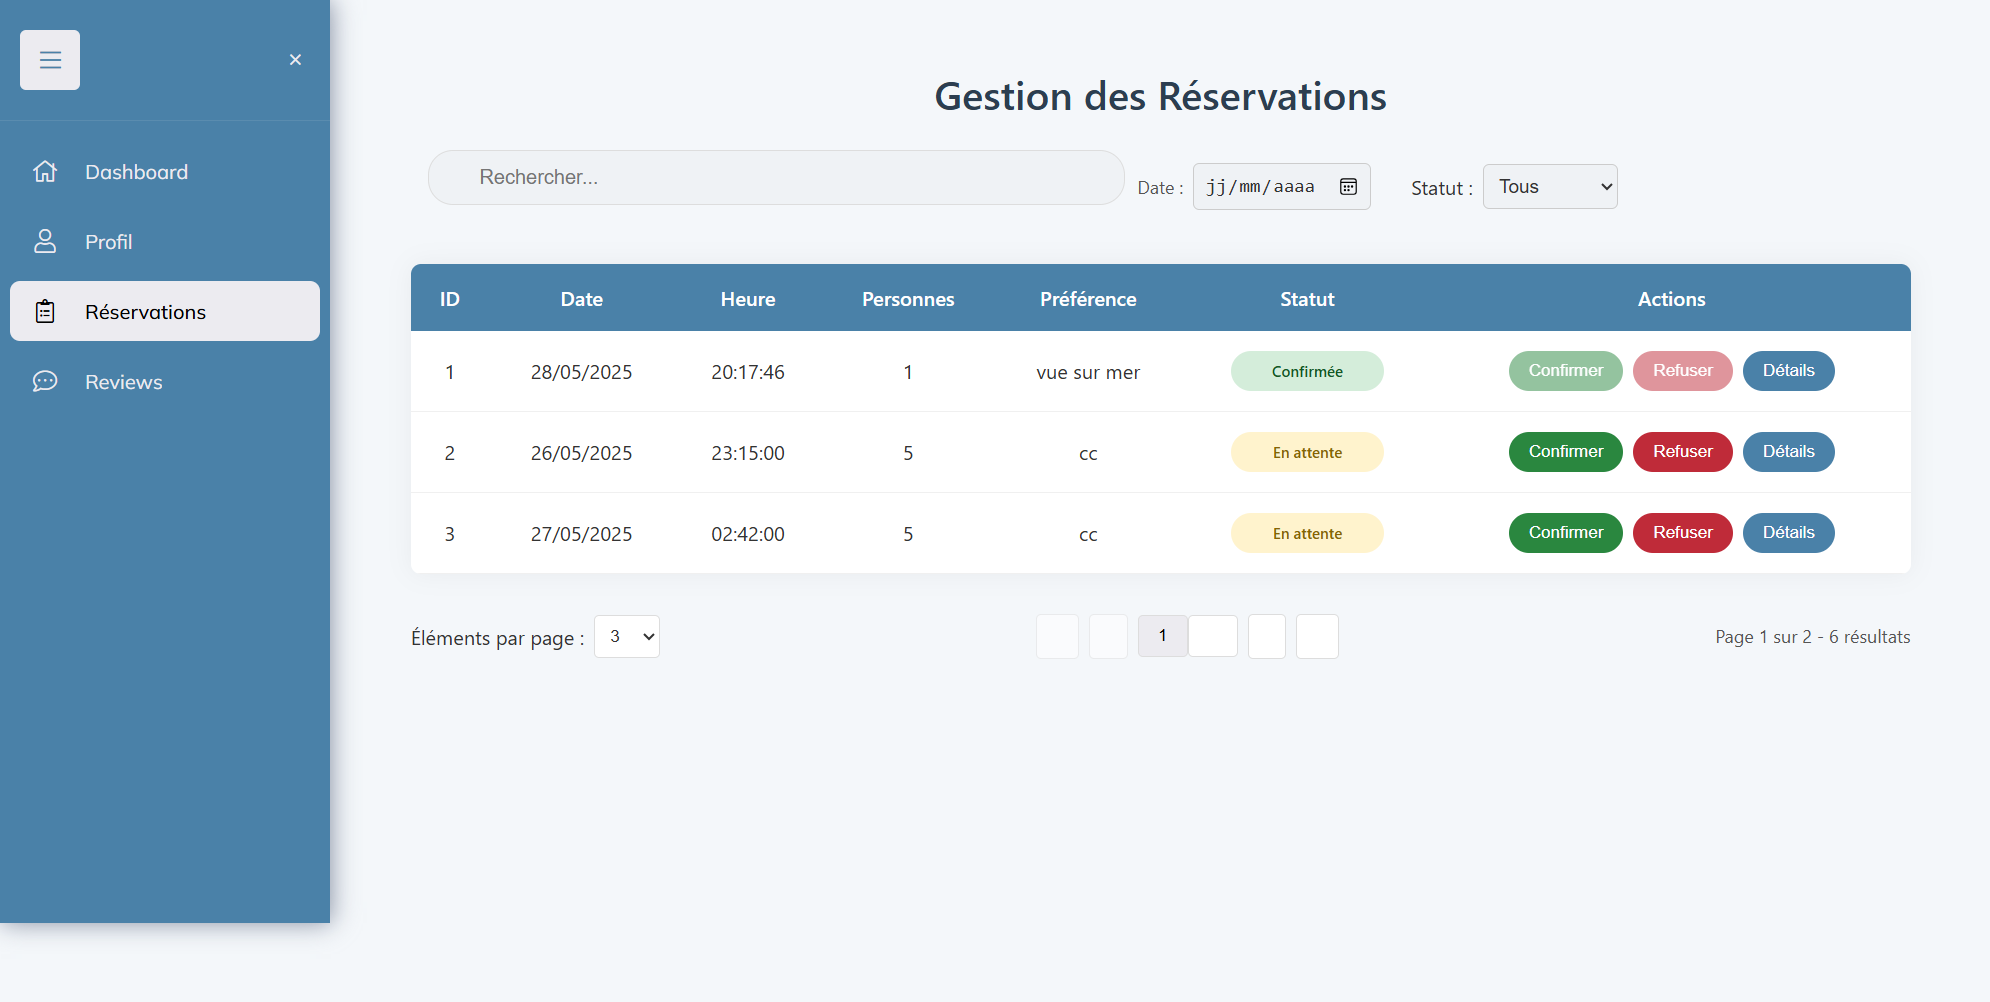 ×
Dashboard
Profil
Réservations
Reviews
Gestion des Réservations
Rechercher...
Date : jj/mm/aaaa
Statut : Tous
ID Date Heure Personnes Préférence Statut Actions
1 28/05/2025 20:17:46 1 vue sur mer Confirmée Confirmer Refuser Détails
2 26/05/2025 23:15:00 5 cc En attente Confirmer Refuser Détails
3 27/05/2025 02:42:00 5 cc En attente Confirmer Refuser Détails
Éléments par page : 3
1
Page 1 sur 2 - 6 résultats